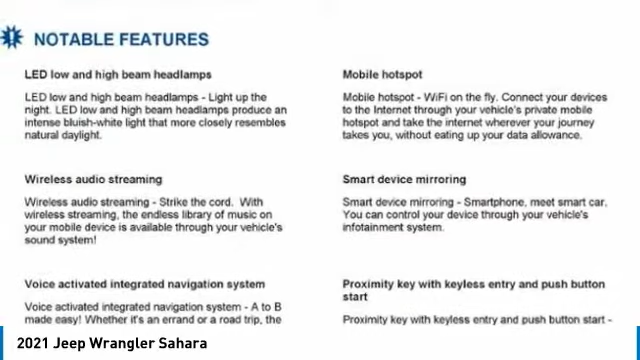 NOTABLE FEATURES
LED low and high beam headlamps
LED low and high beam headlamps - Light up the
night. LED low and high beam headlamps produce an
intense bluish-white light that more closely resembles
natural daylight.
Wireless audio streaming
Wireless audio streaming - Strike the cord.  With
wireless streaming, the endless library of music on
your mobile device is available through your vehicle's
sound system!
Voice activated integrated navigation system
Voice activated integrated navigation system - A to B
made easy! Whether it's an errand or a road trip, the
Mobile hotspot
Mobile hotspot - WiFi on the fly. Connect your devices
to the Internet through your vehicle's private mobile
hotspot and take the internet wherever your journey
takes you, without eating up your data allowance.
Smart device mirroring
Smart device mirroring - Smartphone, meet smart car.
You can control your device through your vehicle's
infotainment system.
Proximity key with keyless entry and push button
start
Proximity key with keyless entry and push button start -
2021 Jeep Wrangler Sahara